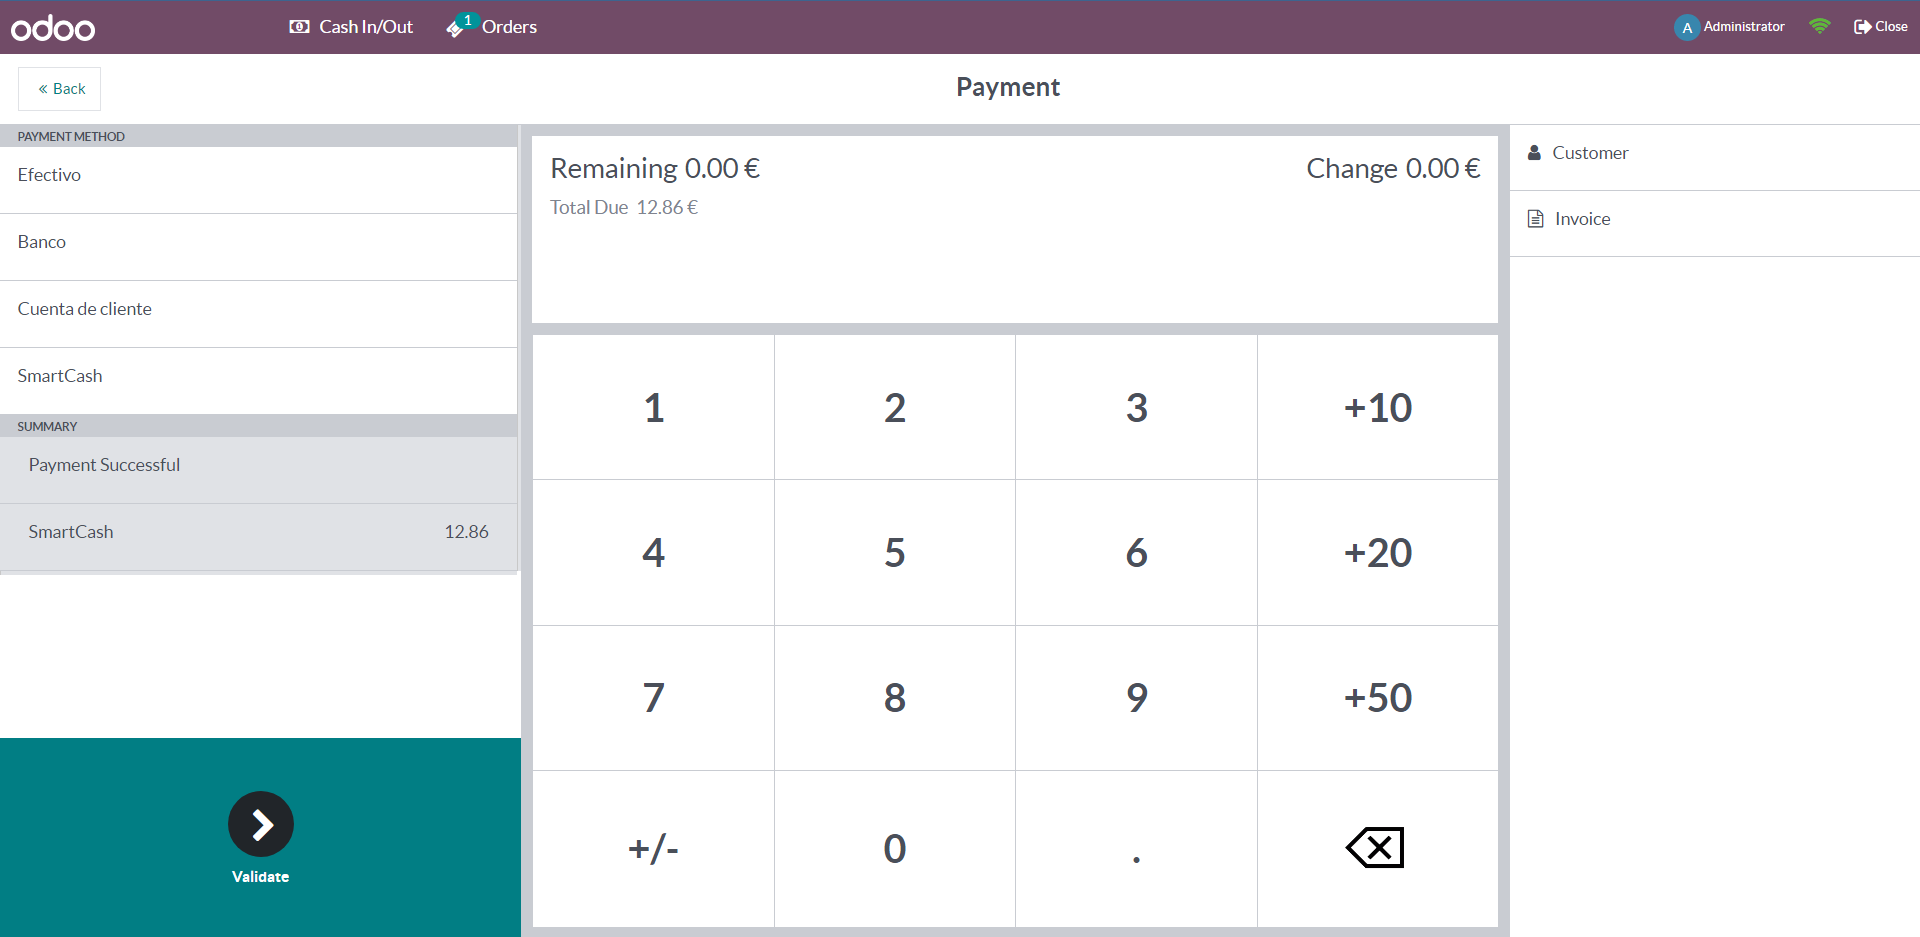 odoo
Cash In/Out
1
Orders
A
Administrator
Close
« Back
Payment
PAYMENT METHOD
Efectivo
Banco
Cuenta de cliente
SmartCash
SUMMARY
Payment Successful
SmartCash 12.86
Validate
Remaining 0.00 €
Change 0.00 €
Total Due 12.86 €
1 2 3 +10
4 5 6 +20
7 8 9 +50
+/- 0 .
Customer
Invoice